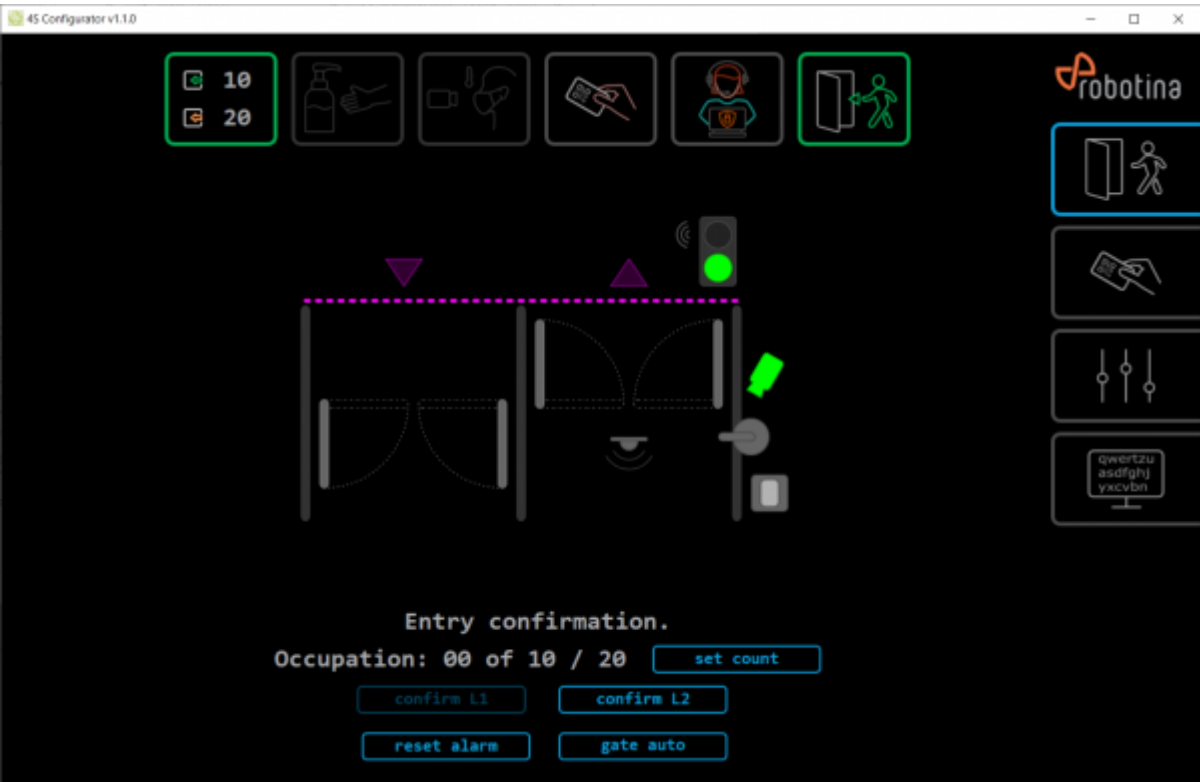 4S Configurator v1.1.0
10
20
robotina
qwertzu
asdfghj
yxcvbn
Entry confirmation.
Occupation: 00 of 10 / 20
set count
confirm L1
confirm L2
reset alarm
gate auto